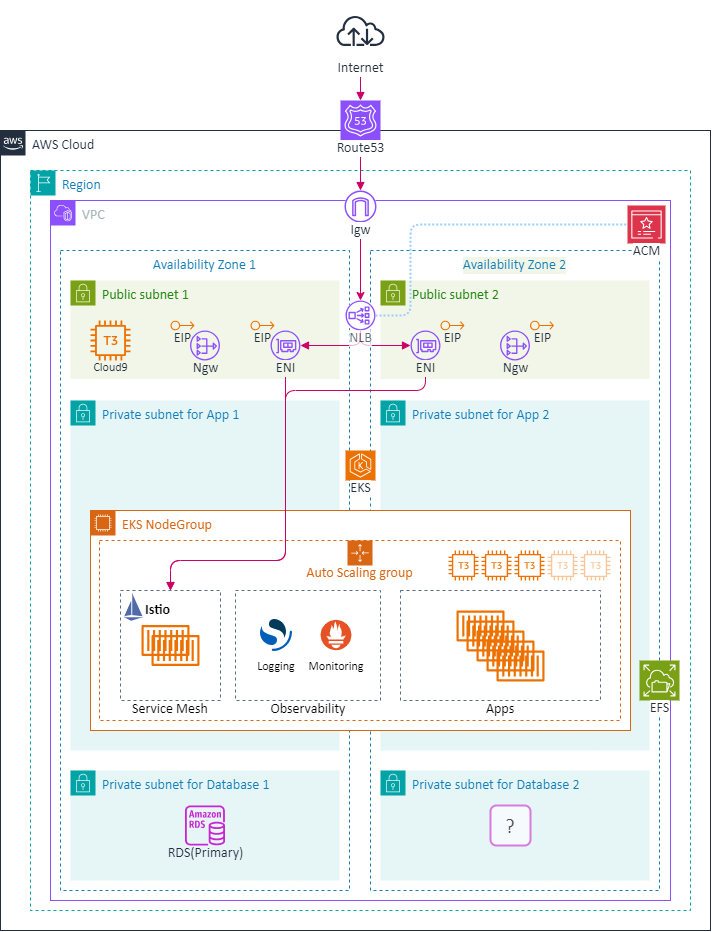 Internet
53
Route53
aws
AWS Cloud
Region
VPC
Igw
ACM
Availability Zone 1
Availability Zone 2
Public subnet 1
Public subnet 2
NLB
T3
Cloud9
EIP
Ngw
EIP
ENI
EIP
ENI
EIP
Ngw
Private subnet for App 1
Private subnet for App 2
K
EKS
EKS NodeGroup
Auto Scaling group
T3
T3
T3
T3
T3
Istio
Logging
Monitoring
Service Mesh
Observability
Apps
EFS
Private subnet for Database 1
Private subnet for Database 2
Amazon
RDS
RDS(Primary)
?